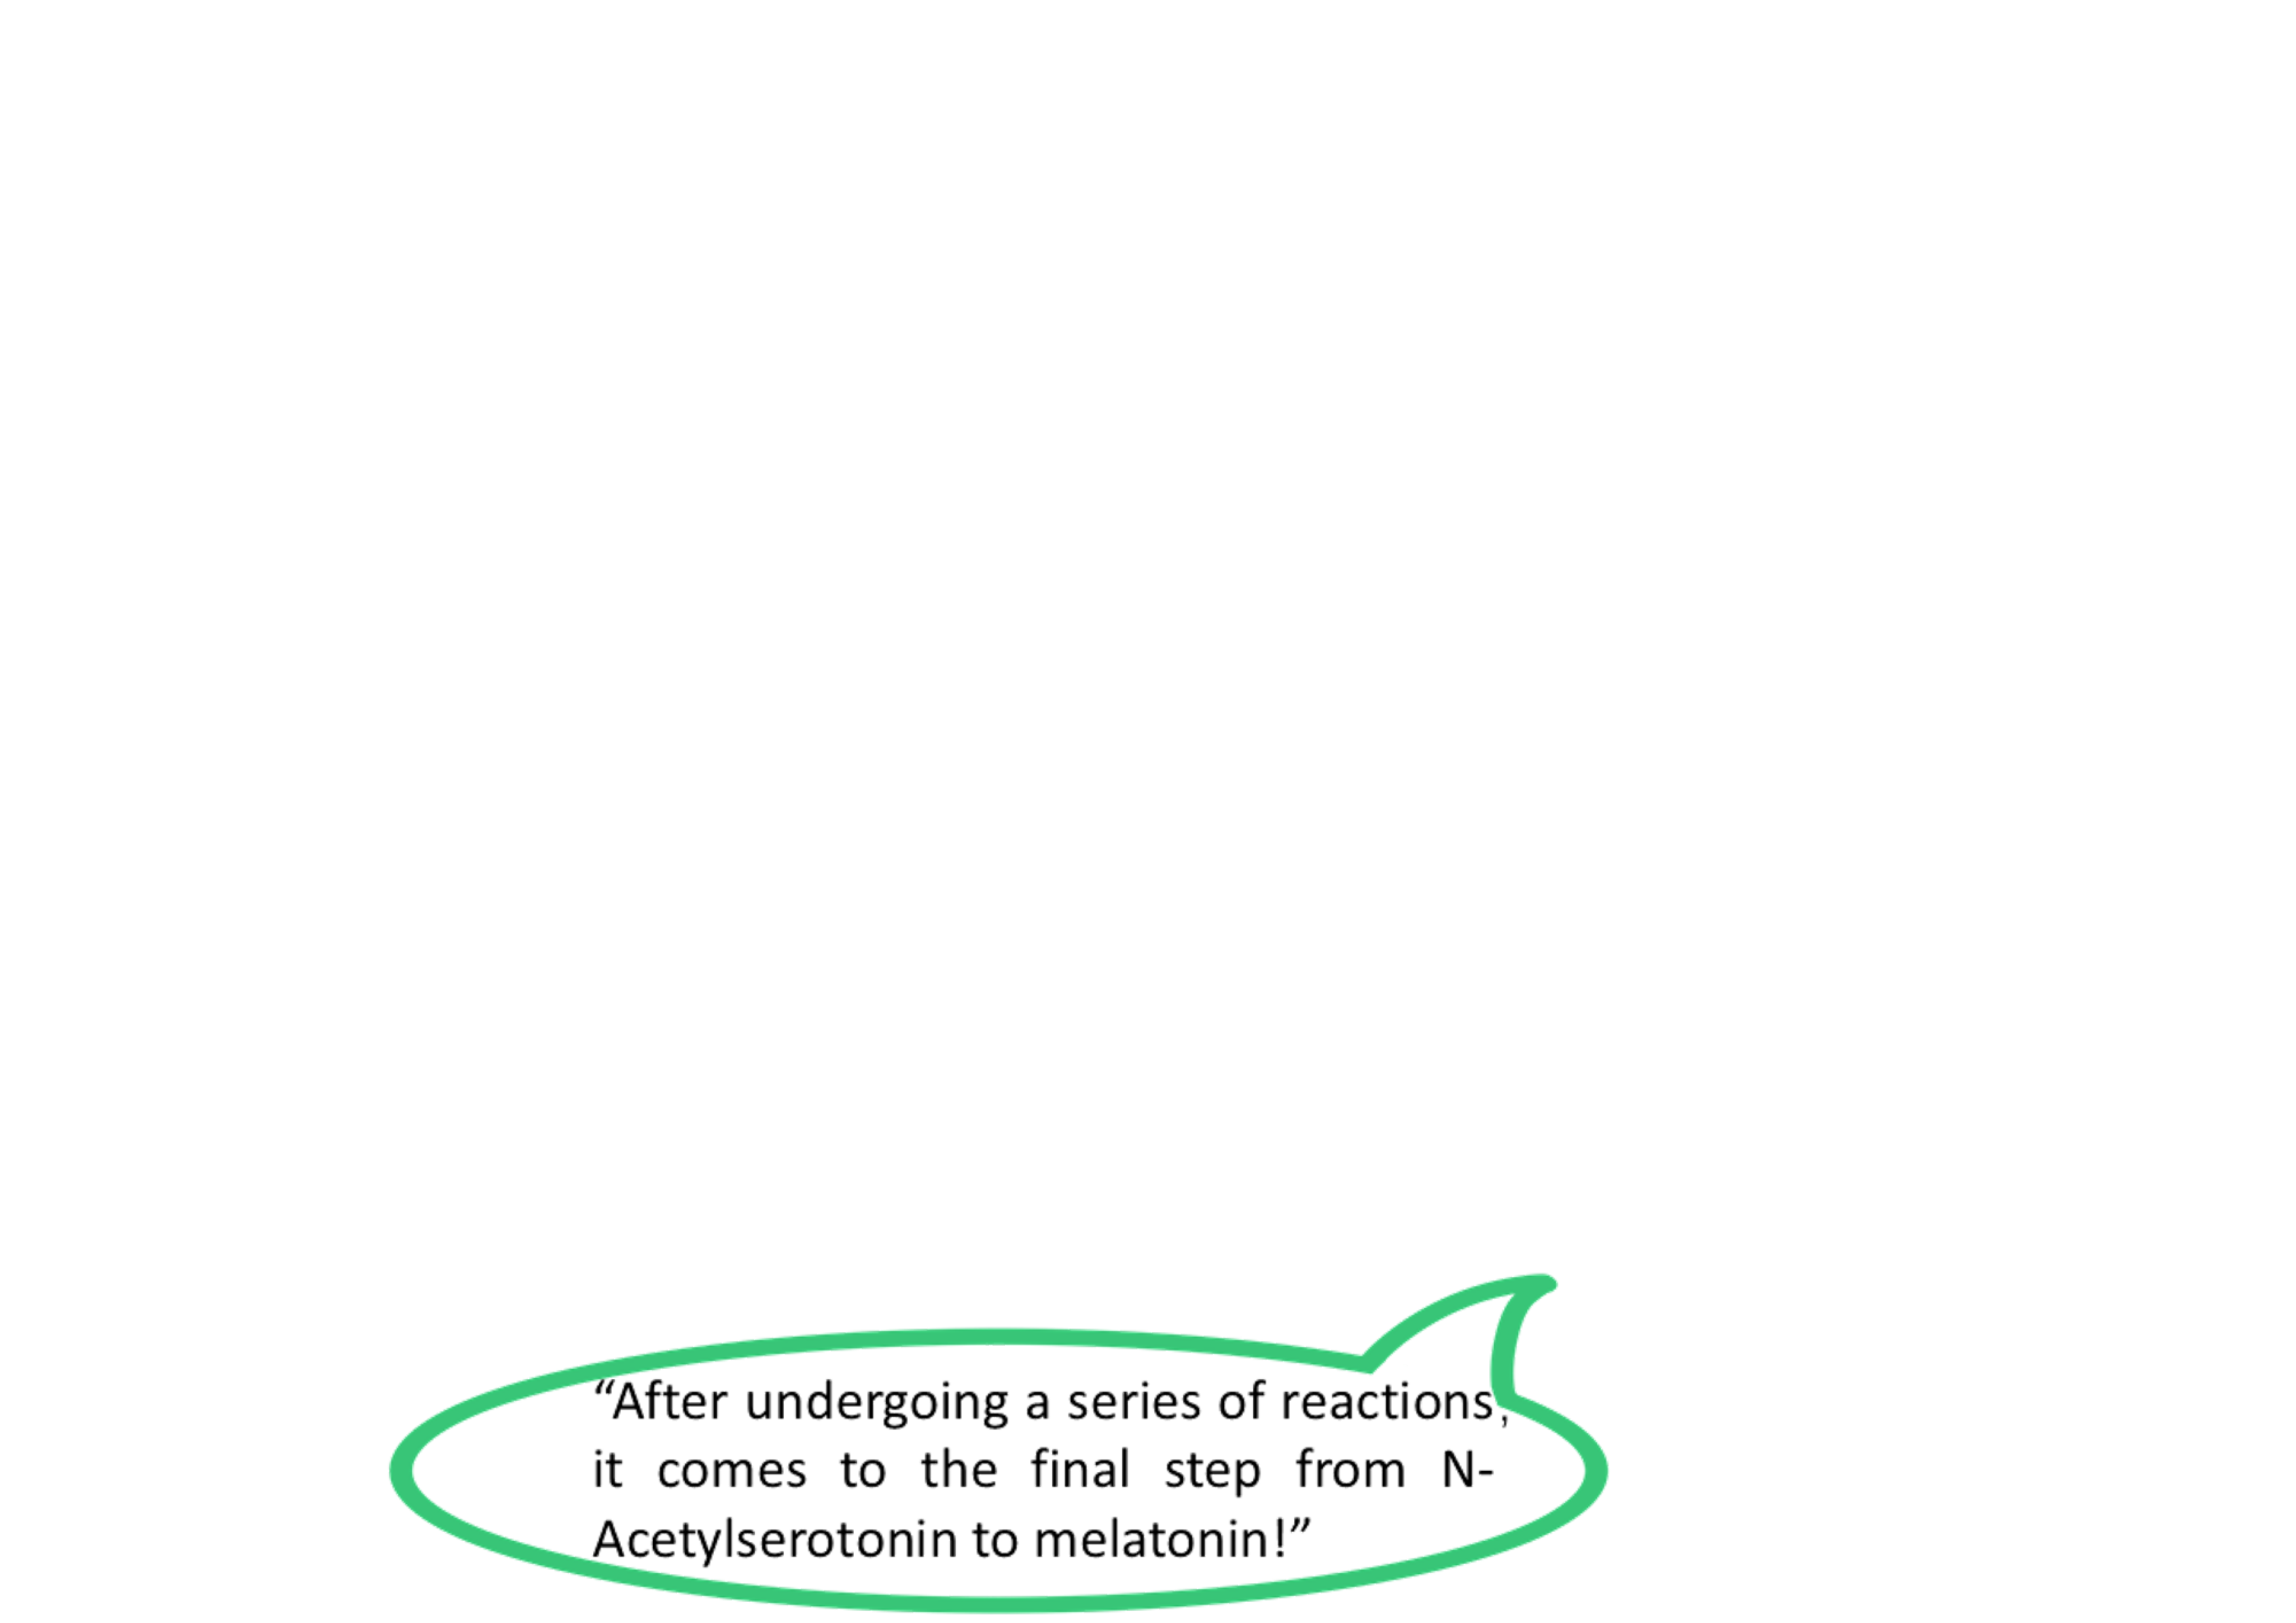 “After undergoing a series of reactions,
it comes to the final step from N-
Acetylserotonin to melatonin!”